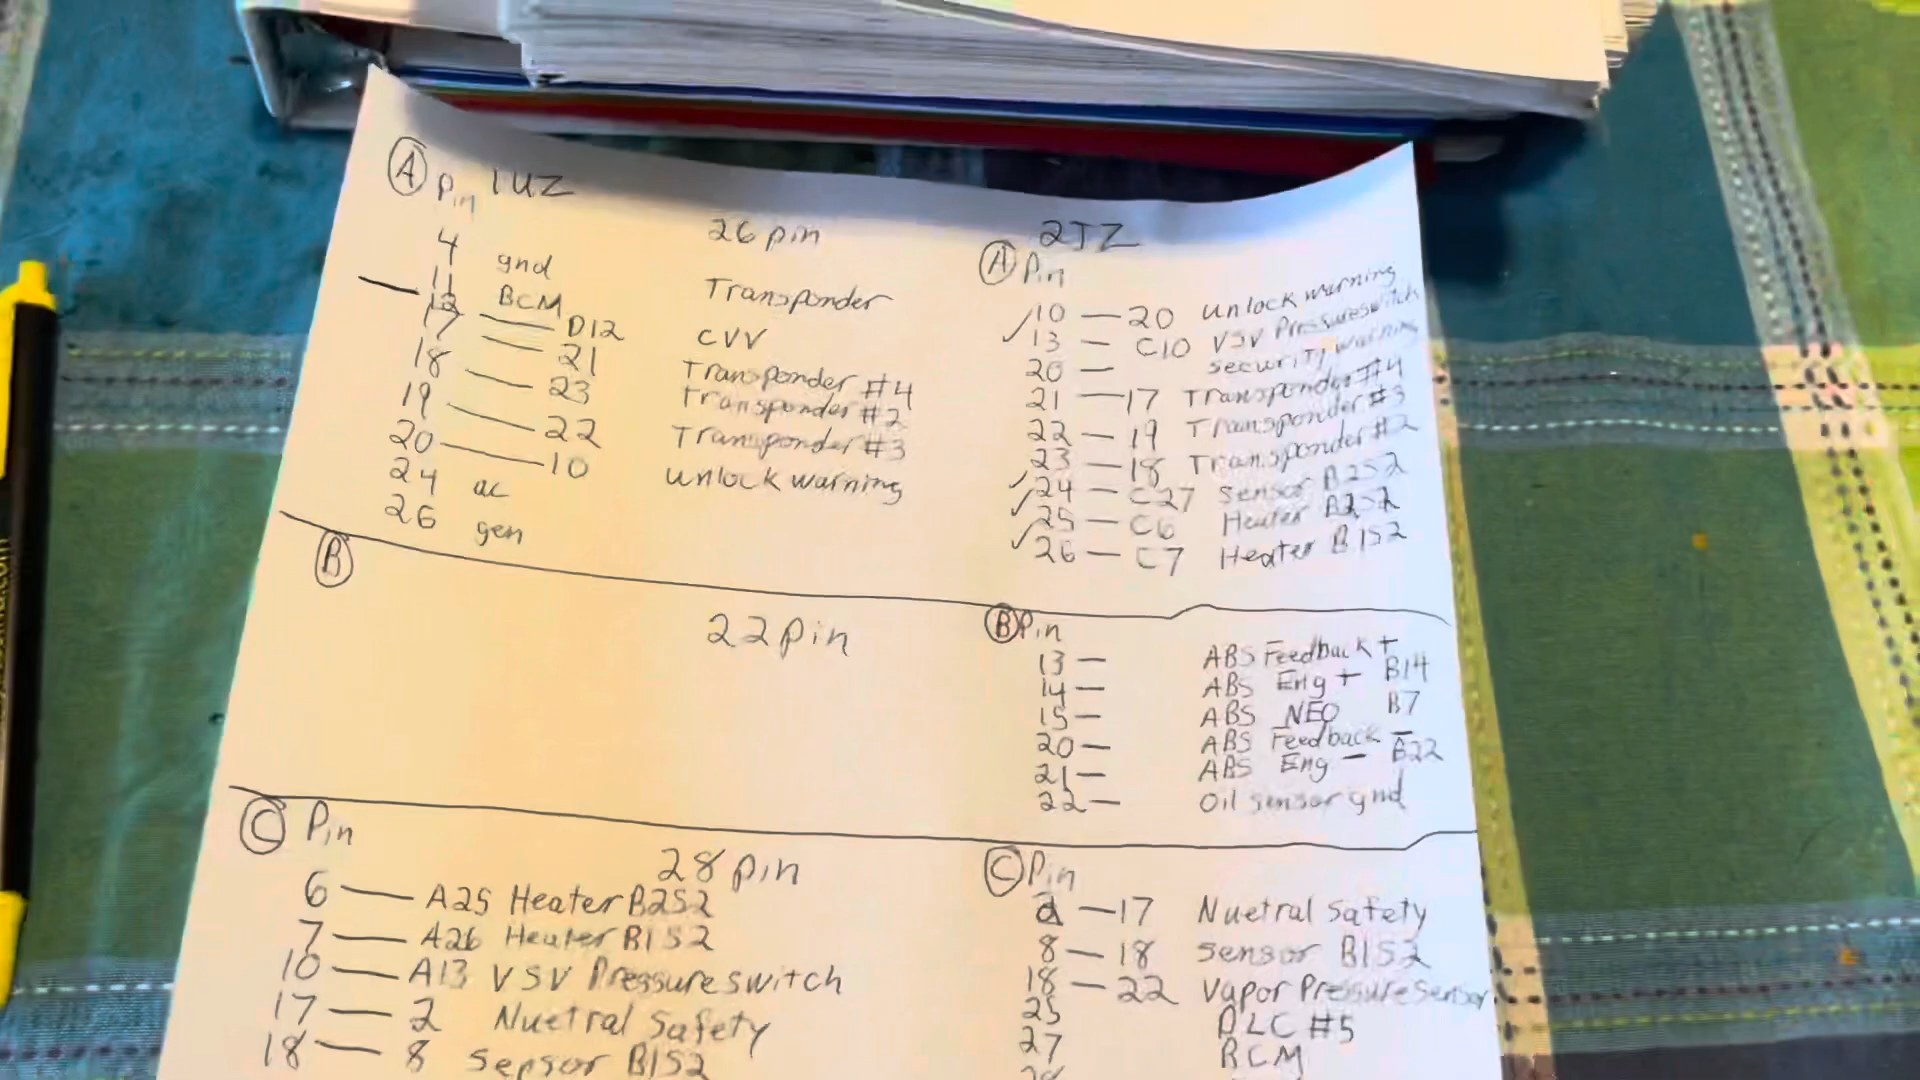 A Pin 1UZ
26 pin
4 gnd
11 Transponder
12 BCM
17 — D12 CVV
18 — 21 Transponder #4
19 — 23 Transponder #2
20 — 22 Transponder #3
24 ac — 10 unlock warning
26 gen
2JZ
A Pin
10 — 20 unlock warning
13 — C10 VSV Pressure switch
20 — security warning
21 — 17 Transponder #4
22 — 19 Transponder #3
23 — 18 Transponder #2
24 — C27 Sensor B2S2
25 — C6 Heater B2S2
26 — C7 Heater B1S2
B
22 pin
B Pin
13 — ABS Feedback +
14 — ABS Eng + B14
15 — ABS NEO B7
20 — ABS Feedback —
21 — ABS Eng — B22
22 — Oil sensor gnd
C Pin
28 pin
6 — A25 Heater B2S2
7 — A26 Heater B1S2
10 — A13 VSV Pressure switch
17 — 2 Nuetral Safety
18 — 8 Sensor B1S2
C Pin
2 — 17 Nuetral Safety
8 — 18 Sensor B1S2
18 — 22 Vapor Pressure Sensor
25 DLC #5
27 BCM